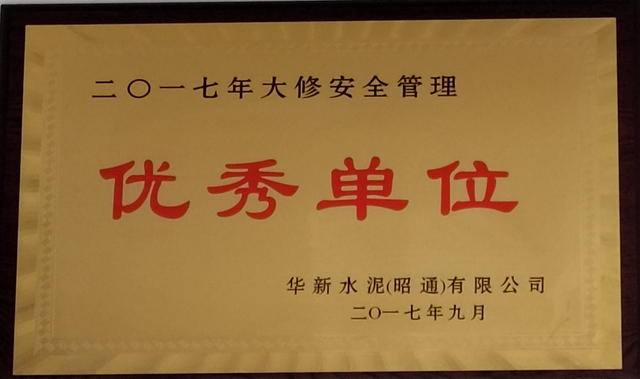 二〇一七年大修安全管理
优秀单位
华新水泥(昭通)有限公司
二〇一七年九月